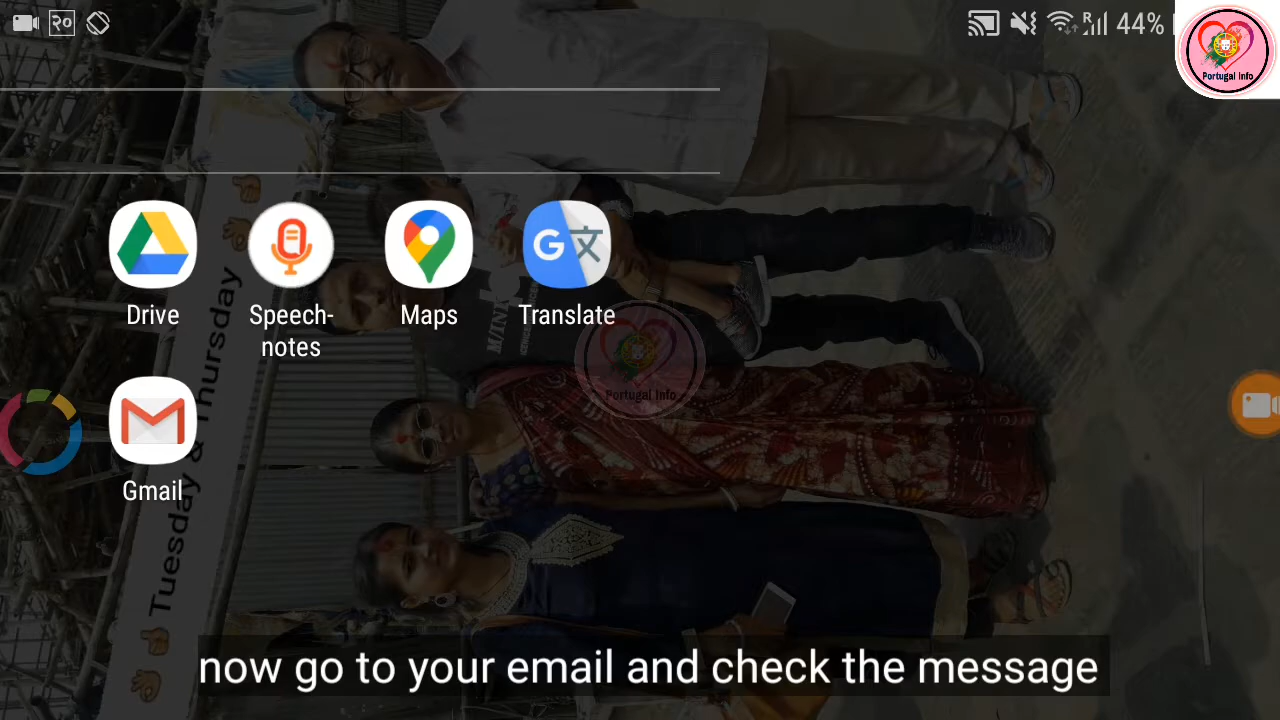 २०
R
44%
Portugal Info
Drive
Speech-
notes
Maps
Translate
Portugal Info
Gmail
Tuesday & Thursday
now go to your email and check the message